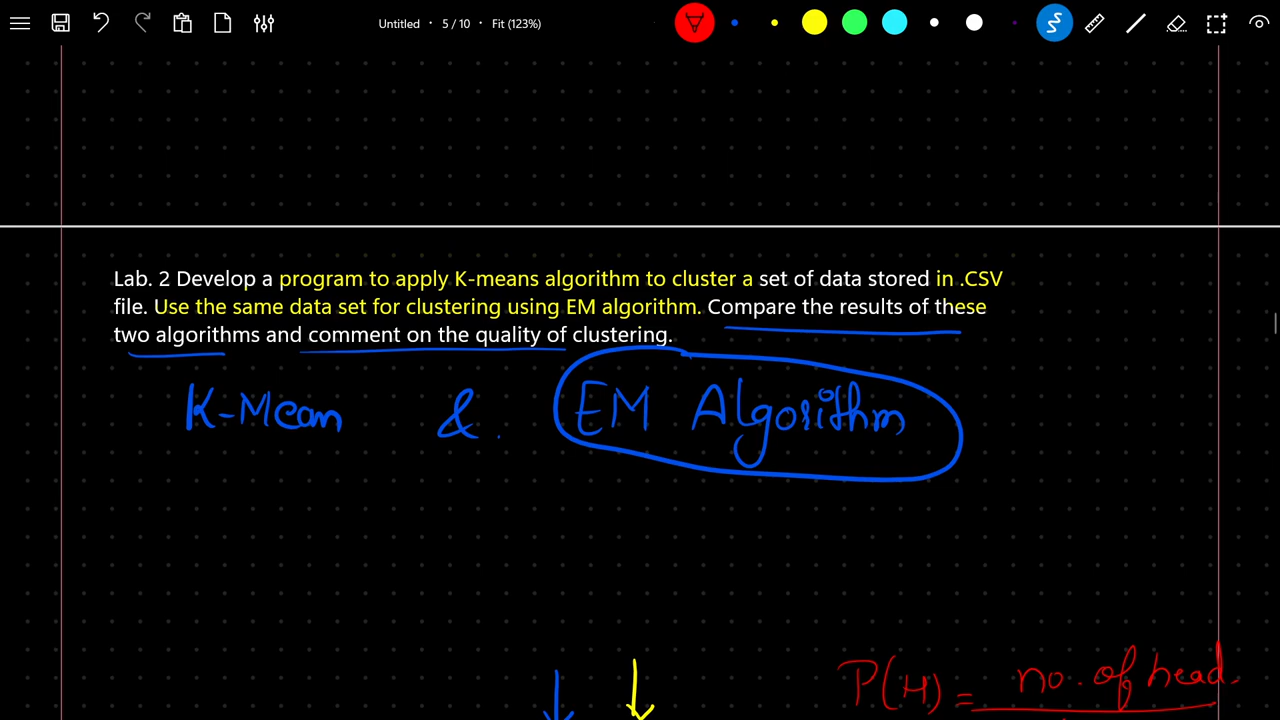 Untitled • 5 / 10 • Fit (123%)
Lab. 2 Develop a program to apply K-means algorithm to cluster a set of data stored in .CSV
file. Use the same data set for clustering using EM algorithm. Compare the results of these
two algorithms and comment on the quality of clustering.
K-Mean & EM Algorithm
P(H) = no. of head.